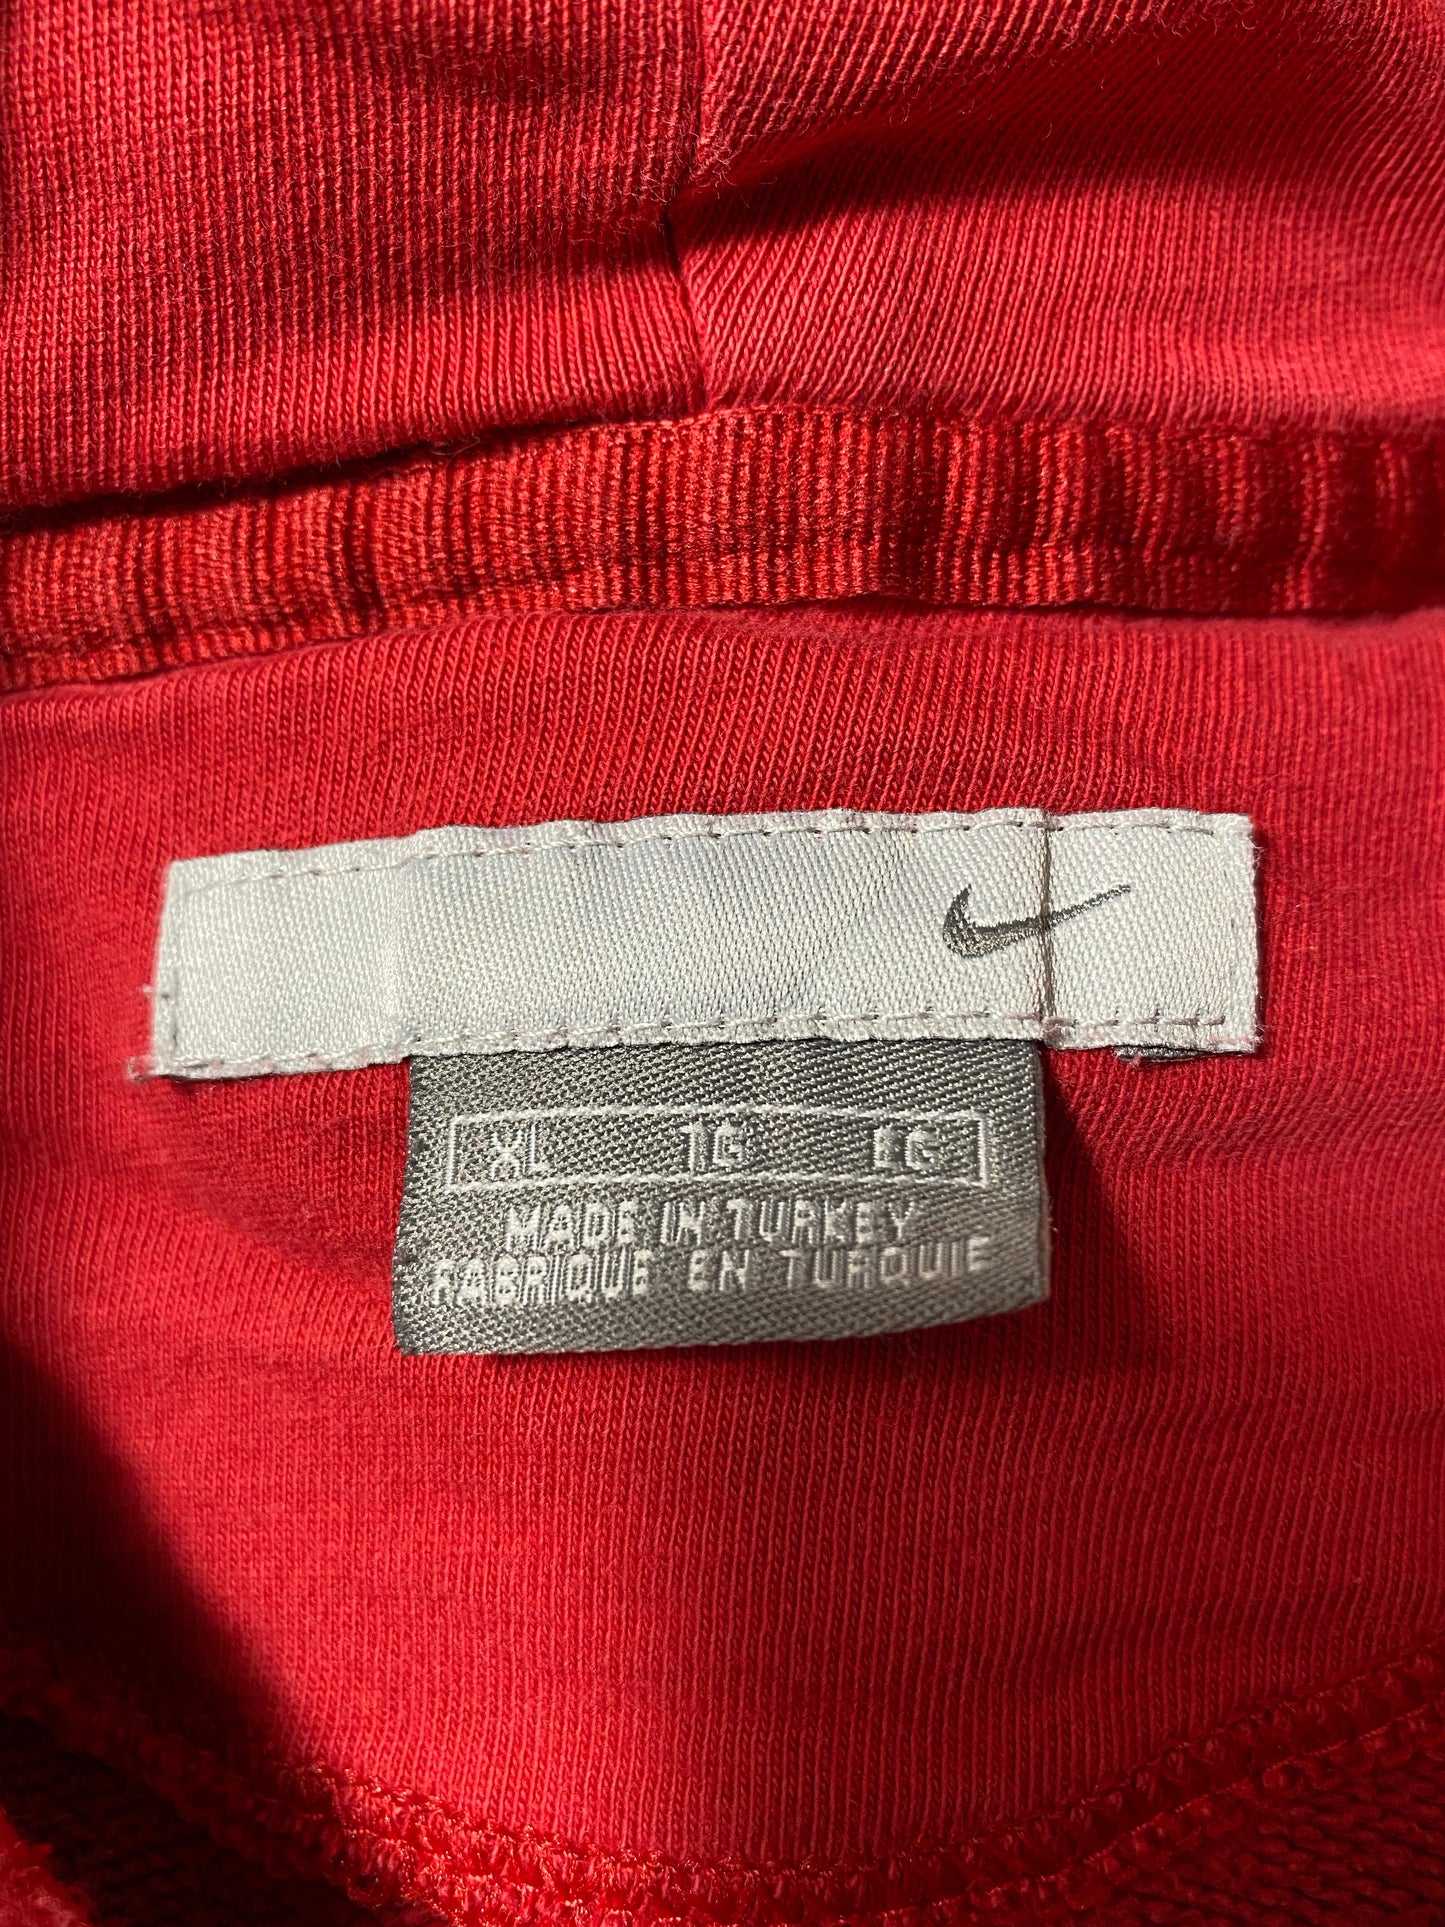 XL TG EG
MADE IN TURKEY
FABRIQUE EN TURQUIE